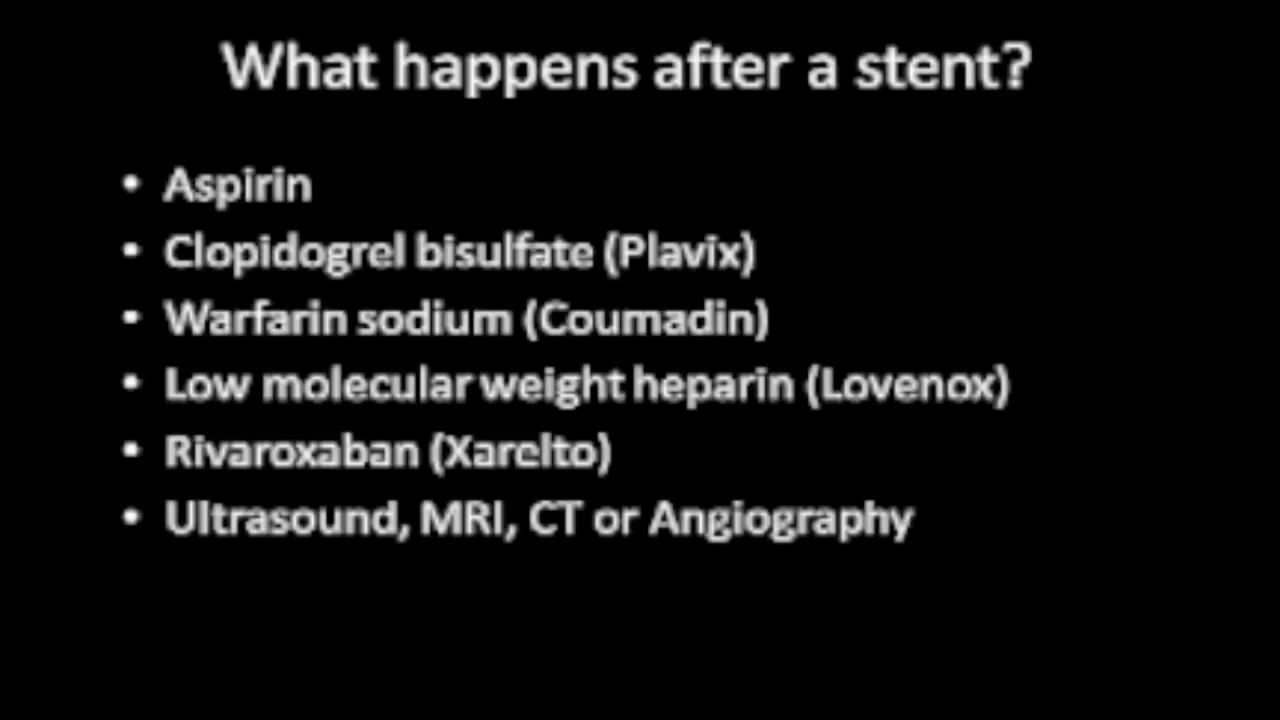 What happens after a stent?
• Aspirin
• Clopidogrel bisulfate (Plavix)
• Warfarin sodium (Coumadin)
• Low molecular weight heparin (Lovenox)
• Rivaroxaban (Xarelto)
• Ultrasound, MRI, CT or Angiography